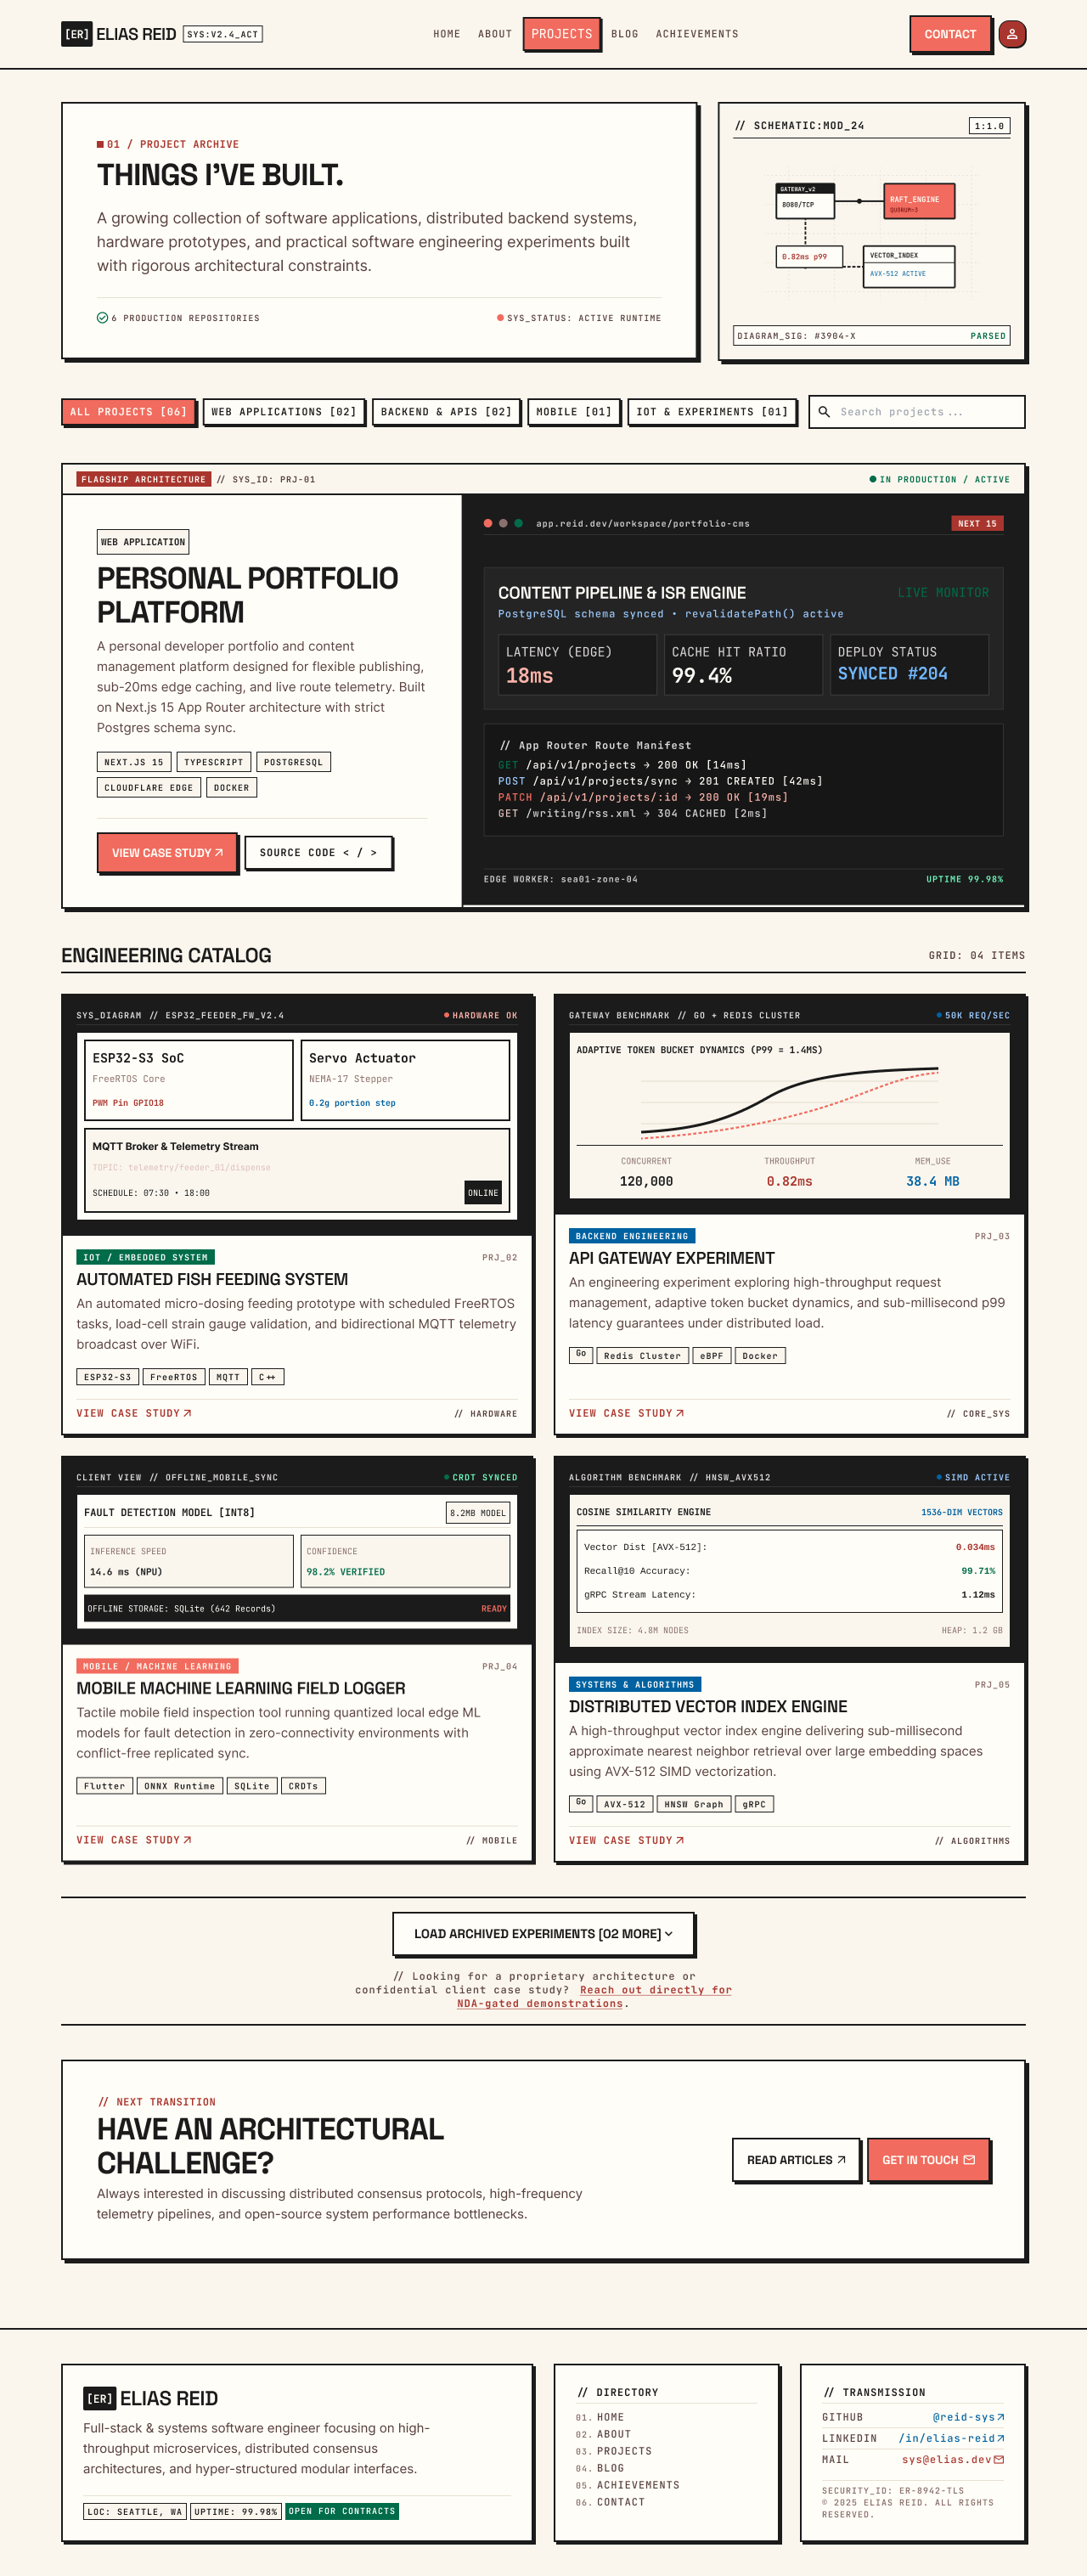 [ER] ELIAS REID SYS:V2.4_ACT
HOME ABOUT PROJECTS BLOG ACHIEVEMENTS
CONTACT
01 / PROJECT ARCHIVE
THINGS I'VE BUILT.
A growing collection of software applications, distributed backend systems,
hardware prototypes, and practical software engineering experiments built
with rigorous architectural constraints.
6 PRODUCTION REPOSITORIES
SYS_STATUS: ACTIVE RUNTIME
// SCHEMATIC:MOD_24 1:1.0
GATEWAY_v2
8080/TCP
RAFT_ENGINE
QUORUM=3
0.82ms p99
VECTOR_INDEX
AVX-512 ACTIVE
DIAGRAM_SIG: #3904-X PARSED
ALL PROJECTS [06] WEB APPLICATIONS [02] BACKEND & APIS [02] MOBILE [01] IOT & EXPERIMENTS [01] Search projects...
FLAGSHIP ARCHITECTURE // SYS_ID: PRJ-01
IN PRODUCTION / ACTIVE
WEB APPLICATION
PERSONAL PORTFOLIO
PLATFORM
A personal developer portfolio and content
management platform designed for flexible publishing,
sub-20ms edge caching, and live route telemetry. Built
on Next.js 15 App Router architecture with strict
Postgres schema sync.
NEXT.JS 15 TYPESCRIPT POSTGRESQL
CLOUDFLARE EDGE DOCKER
VIEW CASE STUDY SOURCE CODE < / >
app.reid.dev/workspace/portfolio-cms NEXT 15
CONTENT PIPELINE & ISR ENGINE LIVE MONITOR
PostgreSQL schema synced • revalidatePath() active
LATENCY (EDGE) CACHE HIT RATIO DEPLOY STATUS
18ms 99.4% SYNCED #204
// App Router Route Manifest
GET /api/v1/projects → 200 OK [14ms]
POST /api/v1/projects/sync → 201 CREATED [42ms]
PATCH /api/v1/projects/:id → 200 OK [19ms]
GET /writing/rss.xml → 304 CACHED [2ms]
EDGE WORKER: sea01-zone-04 UPTIME 99.98%
ENGINEERING CATALOG GRID: 04 ITEMS
SYS_DIAGRAM // ESP32_FEEDER_FW_V2.4 HARDWARE OK
ESP32-S3 SoC
FreeRTOS Core
PWM Pin GPIO18
Servo Actuator
NEMA-17 Stepper
0.2g portion step
MQTT Broker & Telemetry Stream
TOPIC: telemetry/feeder_01/dispense
SCHEDULE: 07:30 • 18:00 ONLINE
IOT / EMBEDDED SYSTEM PRJ_02
AUTOMATED FISH FEEDING SYSTEM
An automated micro-dosing feeding prototype with scheduled FreeRTOS
tasks, load-cell strain gauge validation, and bidirectional MQTT telemetry
broadcast over WiFi.
ESP32-S3 FreeRTOS MQTT C++
VIEW CASE STUDY // HARDWARE
GATEWAY BENCHMARK // GO + REDIS CLUSTER 50K REQ/SEC
ADAPTIVE TOKEN BUCKET DYNAMICS (P99 = 1.4MS)
CONCURRENT THROUGHPUT MEM_USE
120,000 0.82ms 38.4 MB
BACKEND ENGINEERING PRJ_03
API GATEWAY EXPERIMENT
An engineering experiment exploring high-throughput request
management, adaptive token bucket dynamics, and sub-millisecond p99
latency guarantees under distributed load.
Go Redis Cluster eBPF Docker
VIEW CASE STUDY // CORE_SYS
CLIENT VIEW // OFFLINE_MOBILE_SYNC CRDT SYNCED
FAULT DETECTION MODEL [INT8] 8.2MB MODEL
INFERENCE SPEED CONFIDENCE
14.6 ms (NPU) 98.2% VERIFIED
OFFLINE STORAGE: SQLite (642 Records) READY
MOBILE / MACHINE LEARNING PRJ_04
MOBILE MACHINE LEARNING FIELD LOGGER
Tactile mobile field inspection tool running quantized local edge ML
models for fault detection in zero-connectivity environments with
conflict-free replicated sync.
Flutter ONNX Runtime SQLite CRDTs
VIEW CASE STUDY // MOBILE
ALGORITHM BENCHMARK // HNSW_AVX512 SIMD ACTIVE
COSINE SIMILARITY ENGINE 1536-DIM VECTORS
Vector Dist [AVX-512]: 0.034ms
Recall@10 Accuracy: 99.71%
gRPC Stream Latency: 1.12ms
INDEX SIZE: 4.8M NODES HEAP: 1.2 GB
SYSTEMS & ALGORITHMS PRJ_05
DISTRIBUTED VECTOR INDEX ENGINE
A high-throughput vector index engine delivering sub-millisecond
approximate nearest neighbor retrieval over large embedding spaces
using AVX-512 SIMD vectorization.
Go AVX-512 HNSW Graph gRPC
VIEW CASE STUDY // ALGORITHMS
LOAD ARCHIVED EXPERIMENTS [02 MORE]
// Looking for a proprietary architecture or
confidential client case study? Reach out directly for
NDA-gated demonstrations.
// NEXT TRANSITION
HAVE AN ARCHITECTURAL
CHALLENGE?
Always interested in discussing distributed consensus protocols, high-frequency
telemetry pipelines, and open-source system performance bottlenecks.
READ ARTICLES GET IN TOUCH
[ER] ELIAS REID
Full-stack & systems software engineer focusing on high-
throughput microservices, distributed consensus
architectures, and hyper-structured modular interfaces.
LOC: SEATTLE, WA UPTIME: 99.98% OPEN FOR CONTRACTS
// DIRECTORY
01. HOME
02. ABOUT
03. PROJECTS
04. BLOG
05. ACHIEVEMENTS
06. CONTACT
// TRANSMISSION
GITHUB @reid-sys
LINKEDIN /in/elias-reid
MAIL sys@elias.dev
SECURITY_ID: ER-8942-TLS
© 2025 ELIAS REID. ALL RIGHTS
RESERVED.